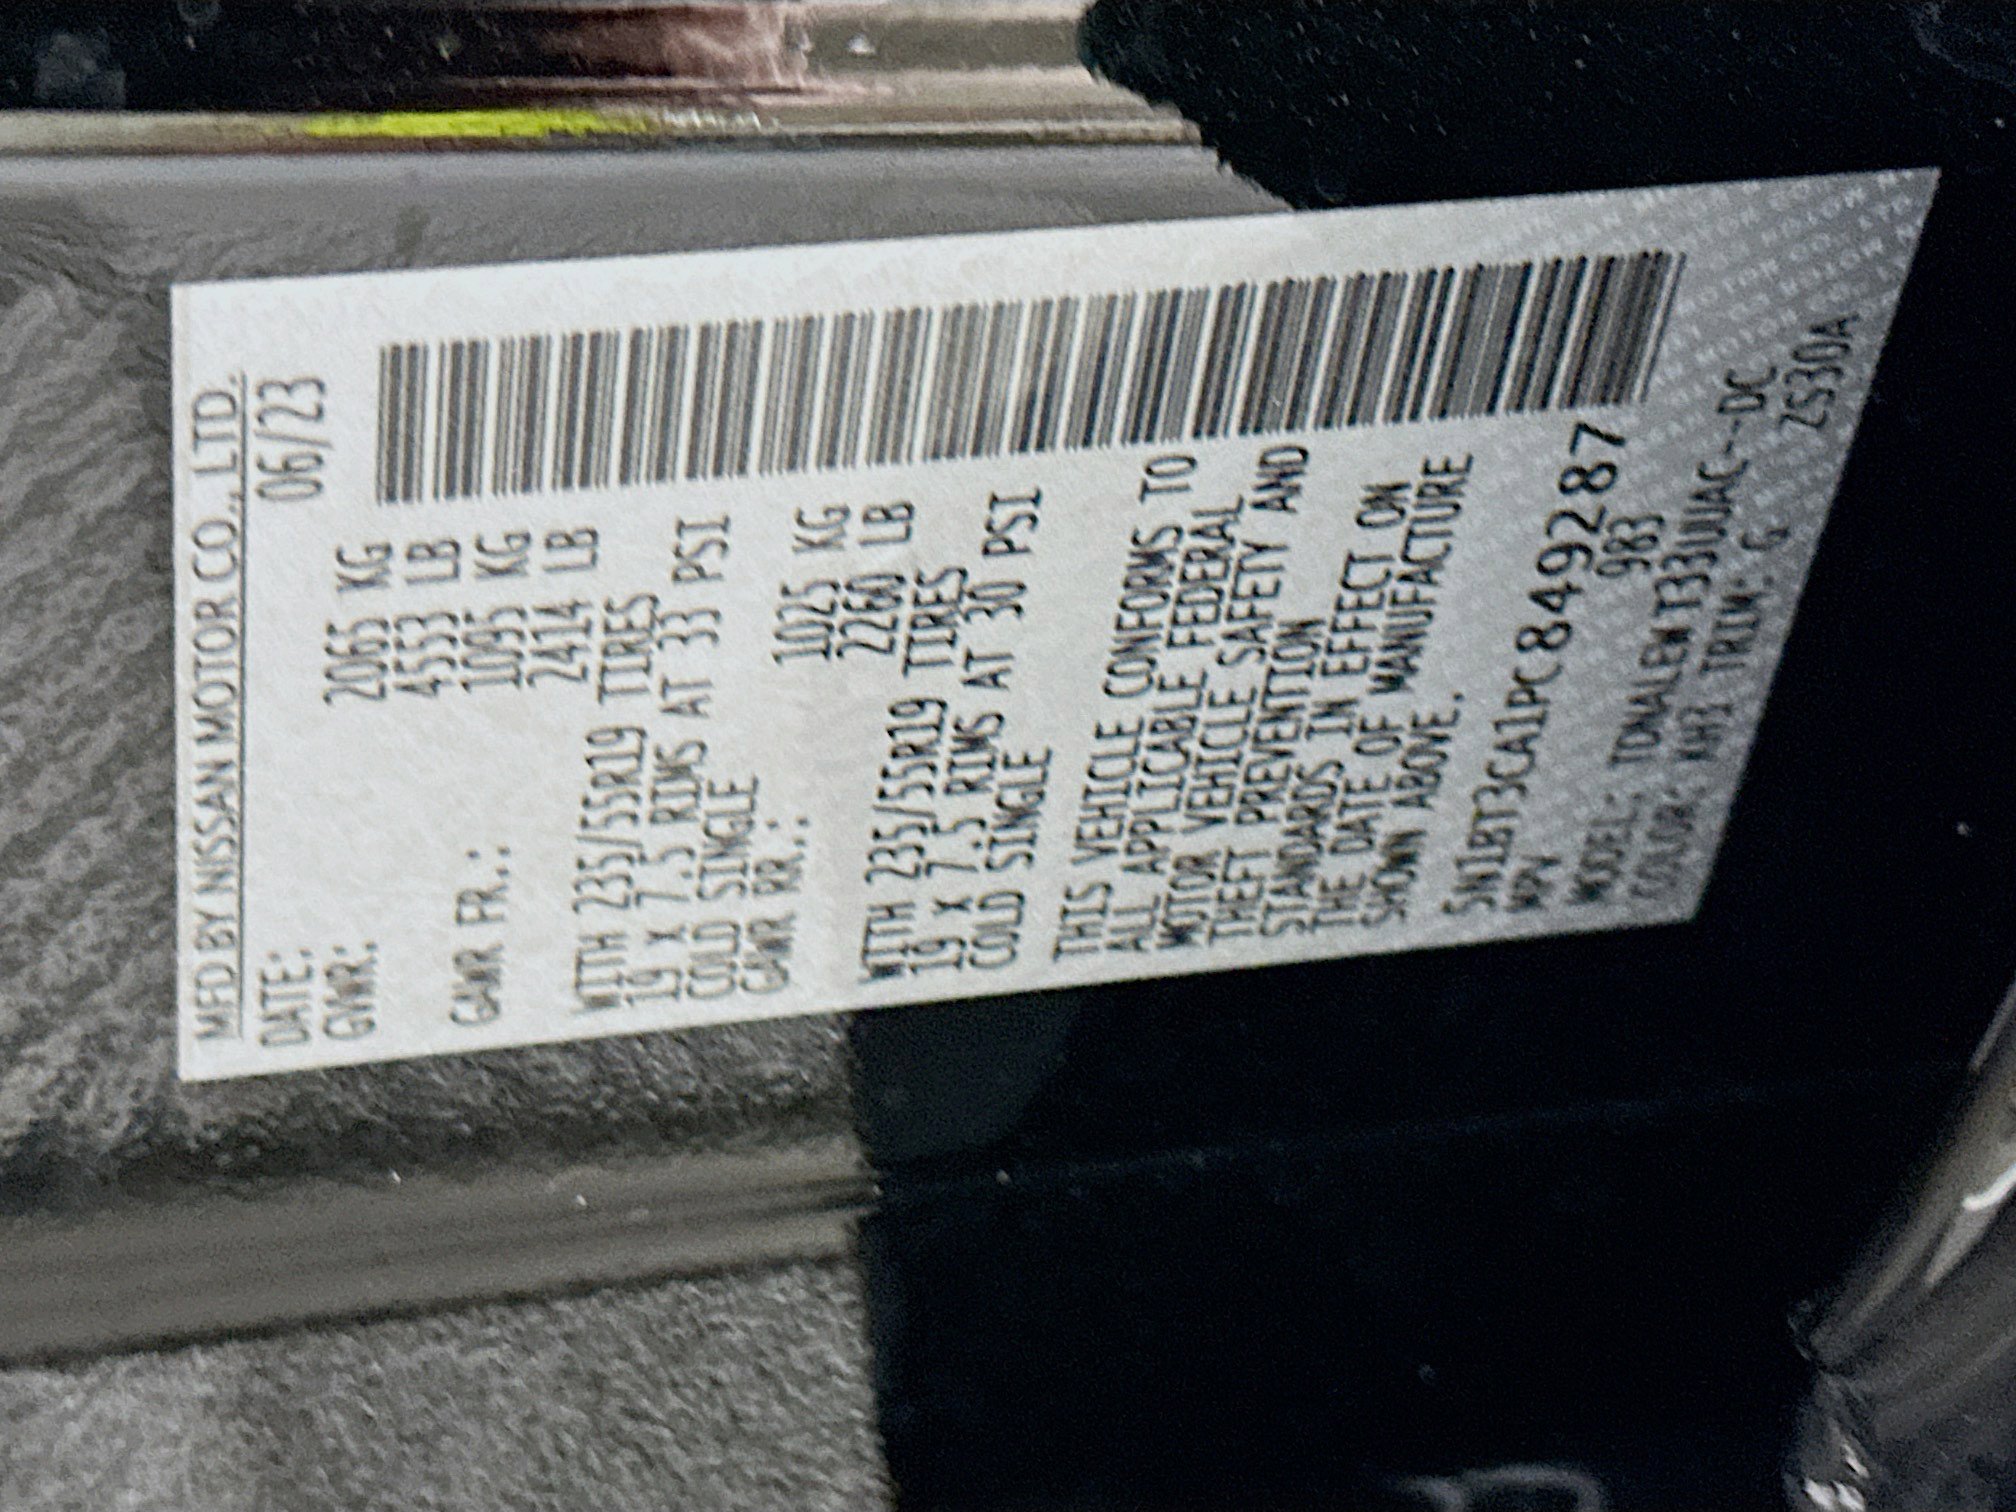 MFD BY NISSAN MOTOR CO., LTD.
DATE: 06/23
GVWR: 2065 KG
4553 LB
GAWR FR.: 1095 KG
2414 LB
WITH 235/55R19 TIRES
19 X 7.5 RIMS AT 33 PSI
COLD SINGLE
GAWR RR.: 1025 KG
2260 LB
WITH 235/55R19 TIRES
19 X 7.5 RIMS AT 30 PSI
COLD SINGLE
THIS VEHICLE CONFORMS TO
ALL APPLICABLE FEDERAL
MOTOR VEHICLE SAFETY AND
THEFT PREVENTION
STANDARDS IN EFFECT ON
THE DATE OF MANUFACTURE
SHOWN ABOVE.
5N1BT3CA1PC849287
MPV 983
MODEL: TDNALEWT33UUAC--DC
COLOR: KH3 TRIM: G ZS30A